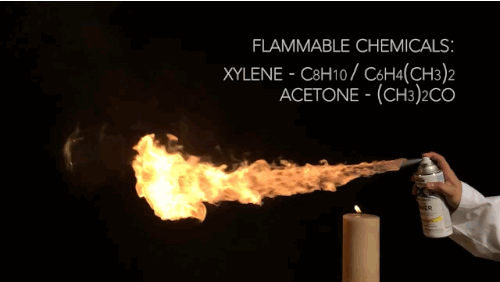 FLAMMABLE CHEMICALS:
XYLENE - C8H10 / C6H4(CH3)2
ACETONE - (CH3)2CO